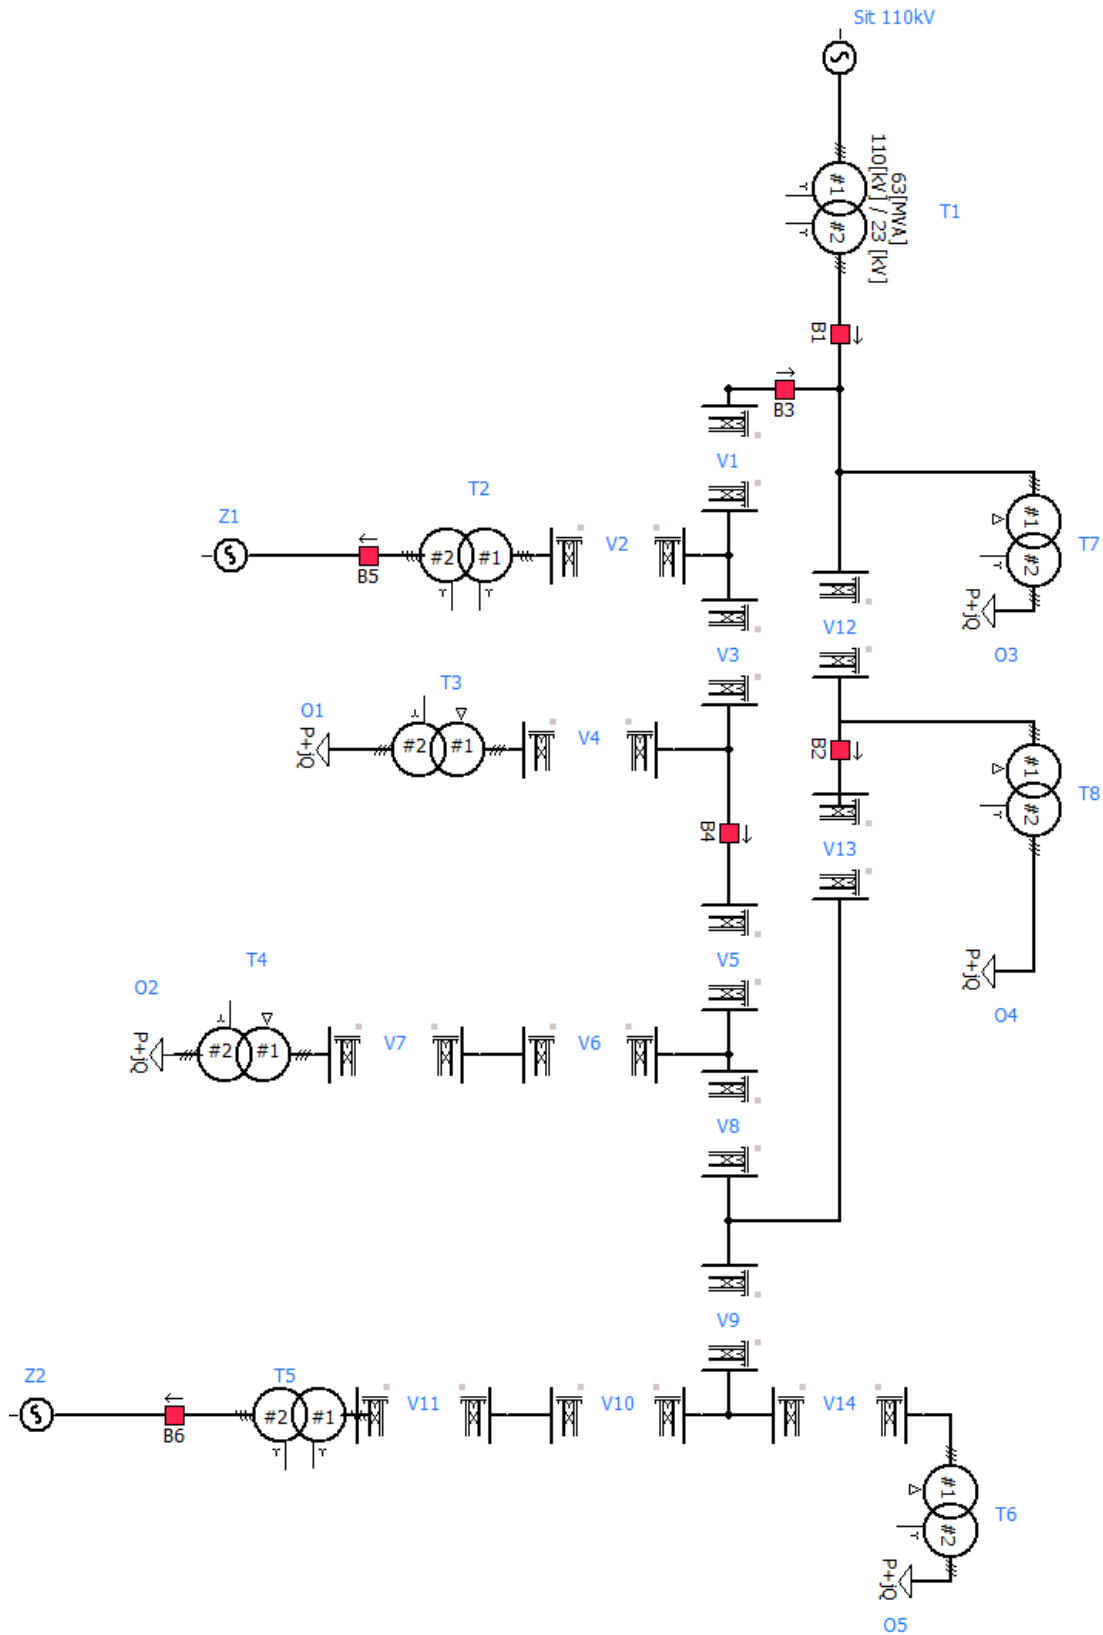 Sit 110kV
#1
#2
63[MVA]
110[kV] / 23 [kV]
T1
B1
B3
V1
T2
Z1
#2
#1
V2
B5
#1
#2
T7
P+jQ
O3
V12
V3
T3
O1
P+jQ
#2
#1
V4
B2
#1
#2
T8
B4
V13
V5
P+jQ
O4
T4
O2
P+jQ
#2
#1
V7
V6
V8
V9
Z2
T5
#2
#1
V11
V10
V14
B6
#1
#2
T6
P+jQ
O5